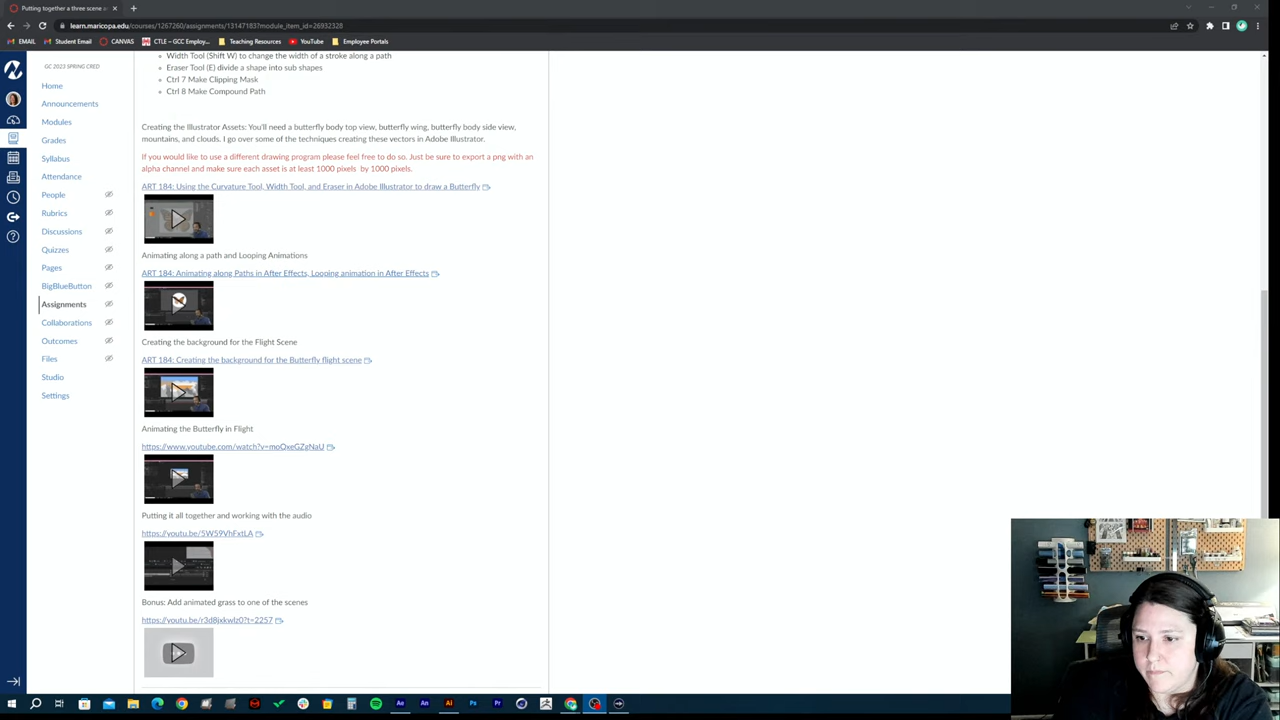 Putting together a three scene a
learn.maricopa.edu/courses/1267260/assignments/13147183?module_item_id=26932328
EMAIL
Student Email
CANVAS
CTLE – GCC Employ...
Teaching Resources
YouTube
Employee Portals
GC 2023 SPRING CRED
Home
Announcements
Modules
Grades
Syllabus
Attendance
People
Rubrics
Discussions
Quizzes
Pages
BigBlueButton
Assignments
Collaborations
Outcomes
Files
Studio
Settings
Width Tool (Shift W) to change the width of a stroke along a path
Eraser Tool (E) divide a shape into sub shapes
Ctrl 7 Make Clipping Mask
Ctrl 8 Make Compound Path
Creating the Illustrator Assets: You'll need a butterfly body top view, butterfly wing, butterfly body side view,
mountains, and clouds. I go over some of the techniques creating these vectors in Adobe Illustrator.
If you would like to use a different drawing program please feel free to do so. Just be sure to export a png with an
alpha channel and make sure each asset is at least 1000 pixels by 1000 pixels.
ART 184: Using the Curvature Tool, Width Tool, and Eraser in Adobe Illustrator to draw a Butterfly
Animating along a path and Looping Animations
ART 184: Animating along Paths in After Effects, Looping animation in After Effects
Creating the background for the Flight Scene
ART 184: Creating the background for the Butterfly flight scene
Animating the Butterfly in Flight
https://www.youtube.com/watch?v=moQxeGZgNaU
Putting it all together and working with the audio
https://youtu.be/5WS9VhFxtLA
Bonus: Add animated grass to one of the scenes
https://youtu.be/r3d8jxkwlz0?t=2257
Ae
An
Ai
Ps
Pr